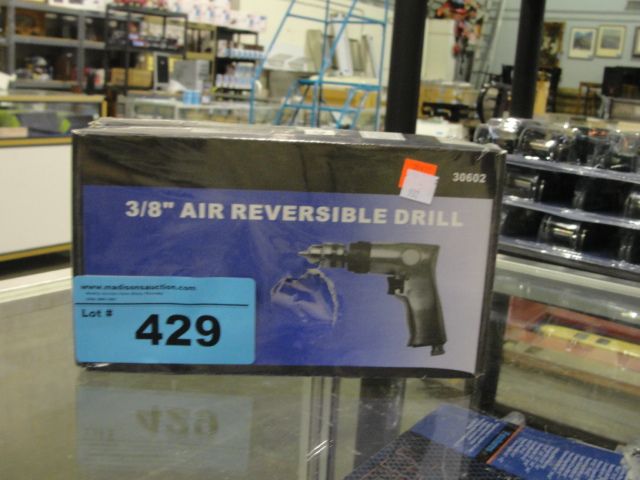 30602
3/8" AIR REVERSIBLE DRILL
www.madisonsauction.com
Lot # 429